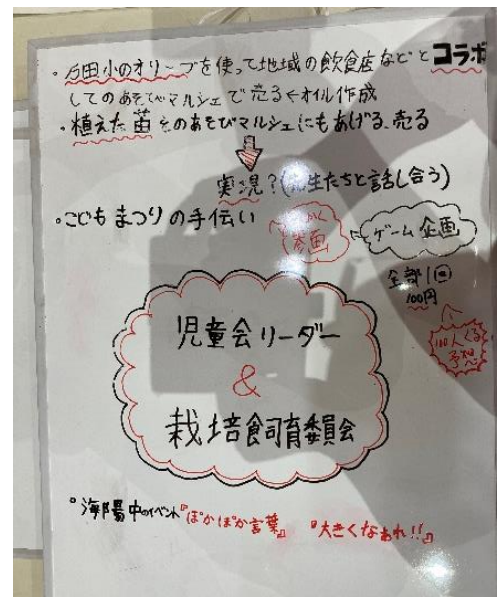 ・万田小のオリーブを使って地域の飲食店などとコラボ
してのあそびマルシェで売る←オイル作成
・植えた苗をのあそびマルシェにもあげる、売る
実現?(先生たちと話し合う)
・こどもまつりの手伝い
参画
ゲーム企画
全部1回
100円
100人くる
予想
児童会リーダー
&
栽培飼育委員会
・海陽中のイベント『ぽかぽか言葉』 『大きくなあれ!!』